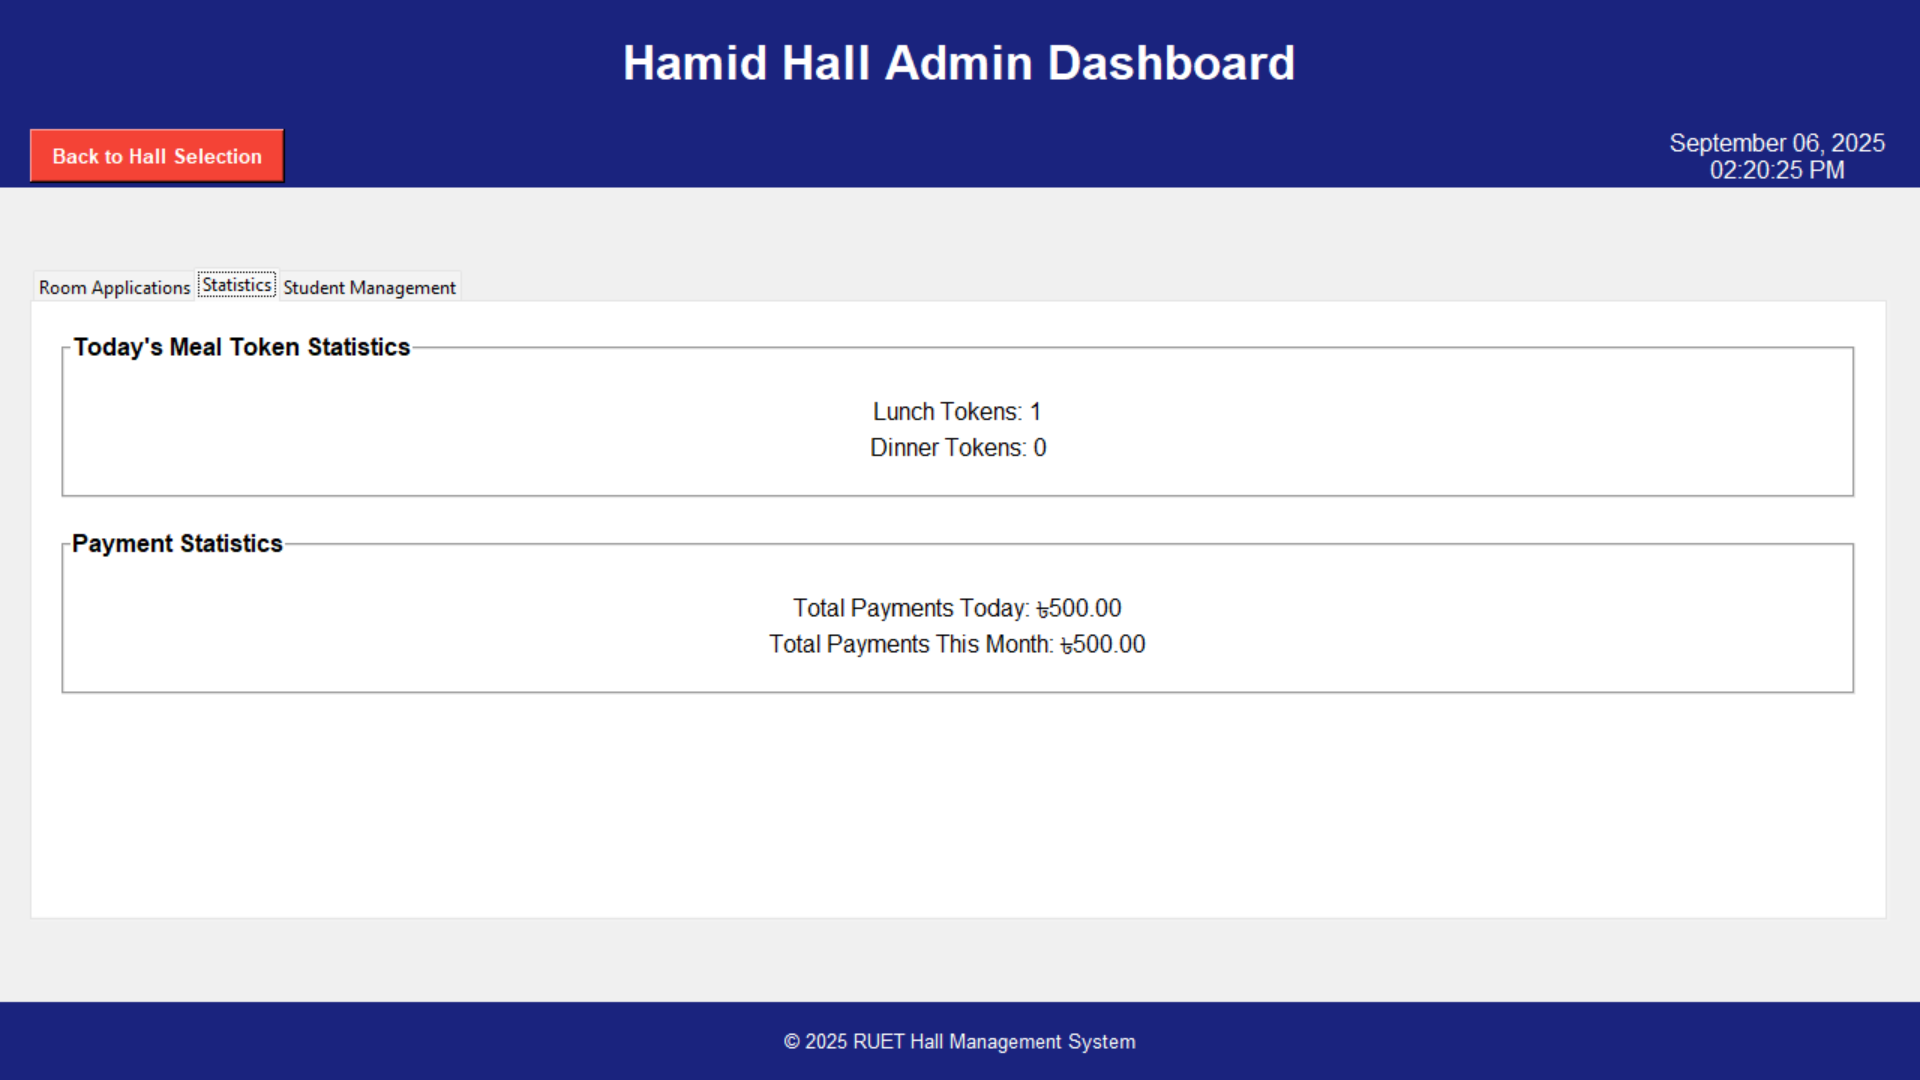 Hamid Hall Admin Dashboard
Back to Hall Selection
September 06, 2025
02:20:25 PM
Room Applications Statistics Student Management
Today's Meal Token Statistics
Lunch Tokens: 1
Dinner Tokens: 0
Payment Statistics
Total Payments Today: ৳500.00
Total Payments This Month: ৳500.00
© 2025 RUET Hall Management System